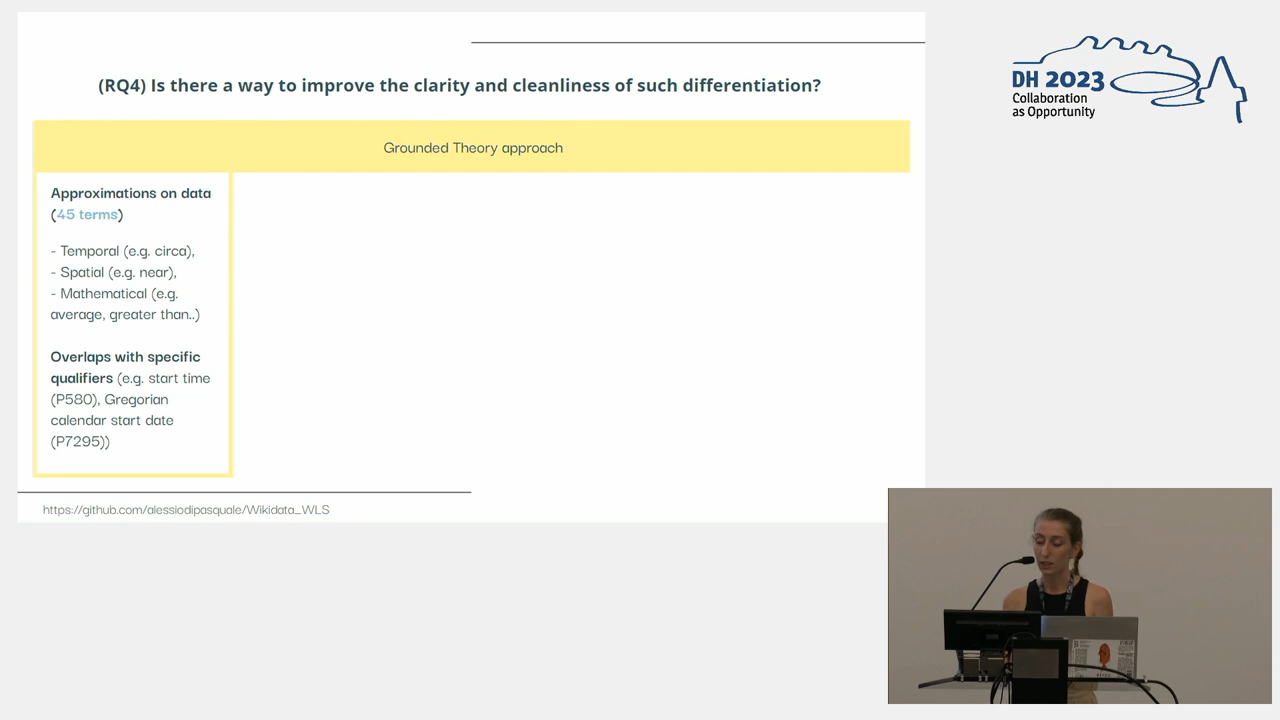 (RQ4) Is there a way to improve the clarity and cleanliness of such differentiation?
Grounded Theory approach
Approximations on data
(45 terms)
- Temporal (e.g. circa),
- Spatial (e.g. near),
- Mathematical (e.g.
average, greater than..)
Overlaps with specific
qualifiers (e.g. start time
(P580), Gregorian
calendar start date
(P7295))
https://github.com/alessiodipasquale/Wikidata_WLS
DH 2023
Collaboration
as Opportunity